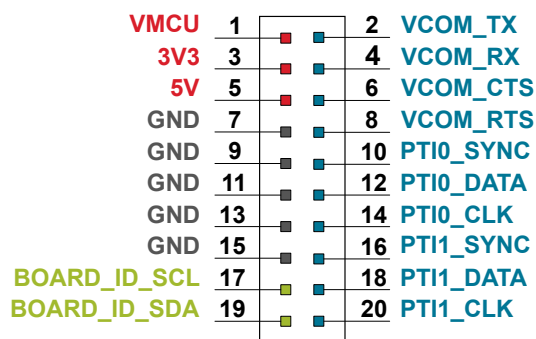 VMCU 1 2 VCOM_TX
3V3 3 4 VCOM_RX
5V 5 6 VCOM_CTS
GND 7 8 VCOM_RTS
GND 9 10 PTI0_SYNC
GND 11 12 PTI0_DATA
GND 13 14 PTI0_CLK
GND 15 16 PTI1_SYNC
BOARD_ID_SCL 17 18 PTI1_DATA
BOARD_ID_SDA 19 20 PTI1_CLK